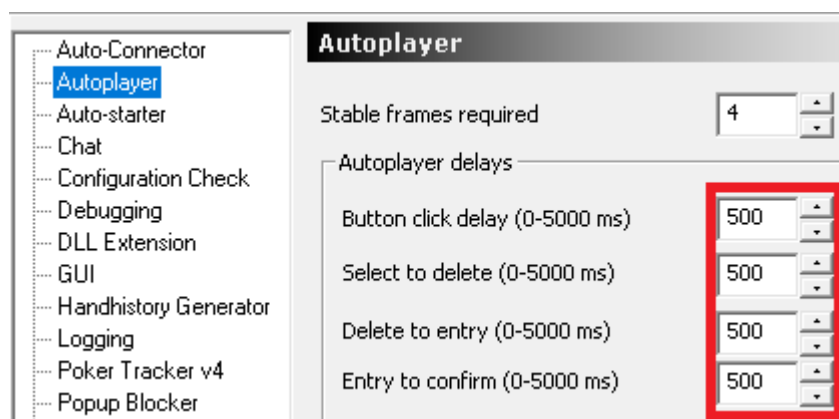 Auto-Connector
Autoplayer
Auto-starter
Chat
Configuration Check
Debugging
DLL Extension
GUI
Handhistory Generator
Logging
Poker Tracker v4
Popup Blocker
Autoplayer
Stable frames required 4
Autoplayer delays
Button click delay (0-5000 ms) 500
Select to delete (0-5000 ms) 500
Delete to entry (0-5000 ms) 500
Entry to confirm (0-5000 ms) 500